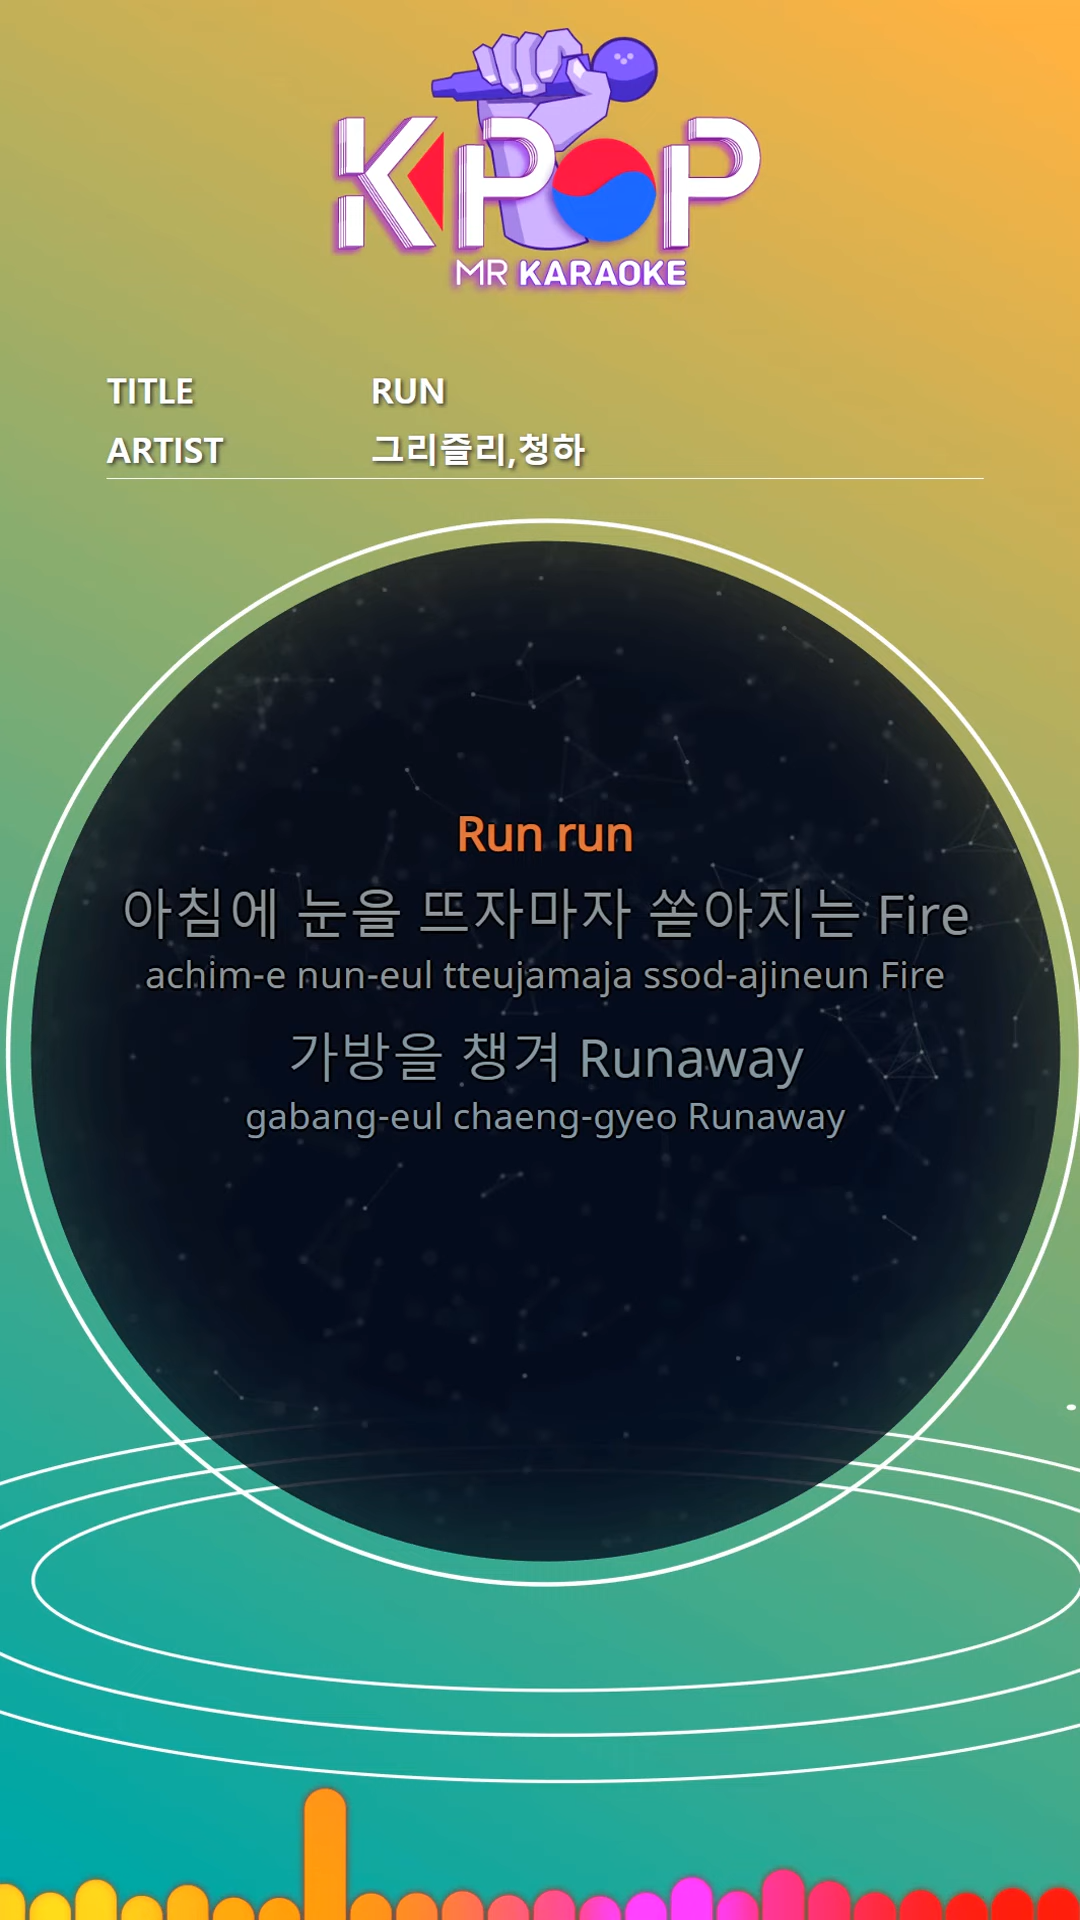 KPOP
MR KARAOKE
TITLE RUN
ARTIST 그리즐리,청하
Run run
아침에 눈을 뜨자마자 쏟아지는 Fire
achim-e nun-eul tteujamaja ssod-ajineun Fire
가방을 챙겨 Runaway
gabang-eul chaeng-gyeo Runaway